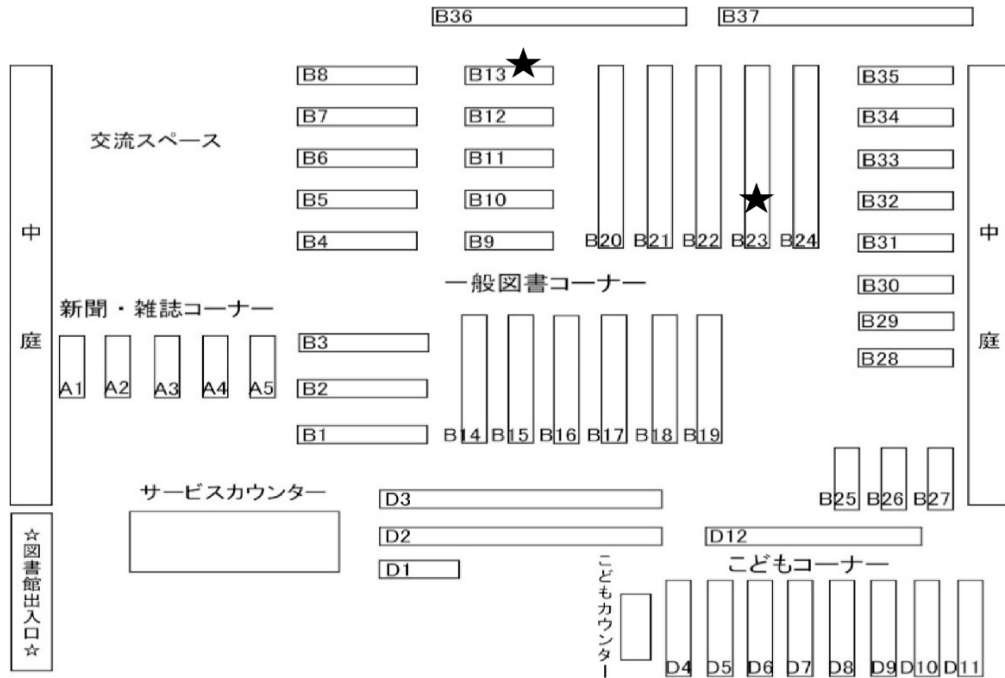 B36 B37
B8 B13 ★ B35
B7 B12 B34
交流スペース
B6 B11 B33
B5 B10 ★ B32
中
庭
B4 B9 B20 B21 B22 B23 B24 B31
中
庭
一般図書コーナー
新聞・雑誌コーナー
B30
B29
B3 B28
A1 A2 A3 A4 A5 B2
B1 B14 B15 B16 B17 B18 B19
サービスカウンター
D3
B25 B26 B27
☆図書館出入口☆
D2 D12
D1
こどもカウンター
こどもコーナー
D4 D5 D6 D7 D8 D9 D10 D11